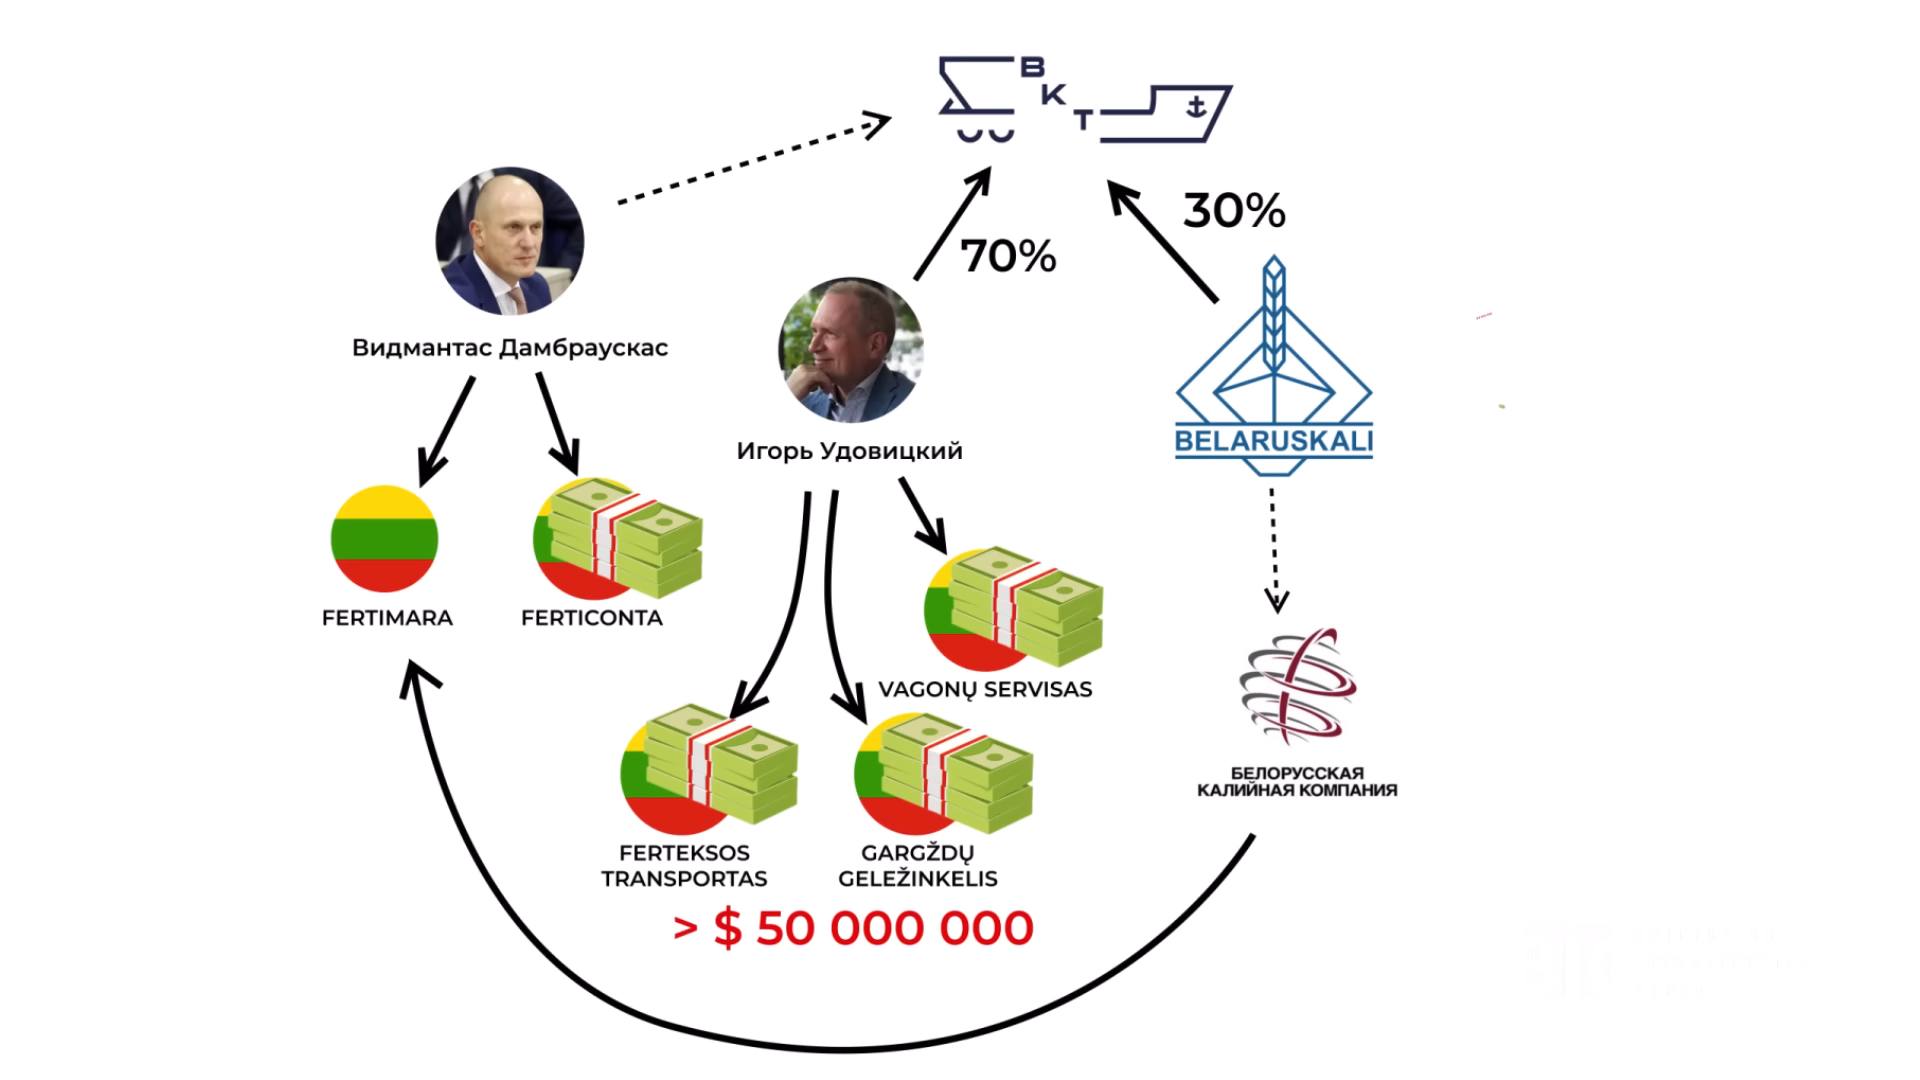 В
К
Т
30%
70%
Видмантас Дамбраускас
Игорь Удовицкий
BELARUSKALI
FERTIMARA
FERTICONTA
VAGONŲ SERVISAS
БЕЛОРУССКАЯ
КАЛИЙНАЯ КОМПАНИЯ
FERTEKSOS
TRANSPORTAS
GARGŽDŲ
GELEŽINKELIS
> $ 50 000 000